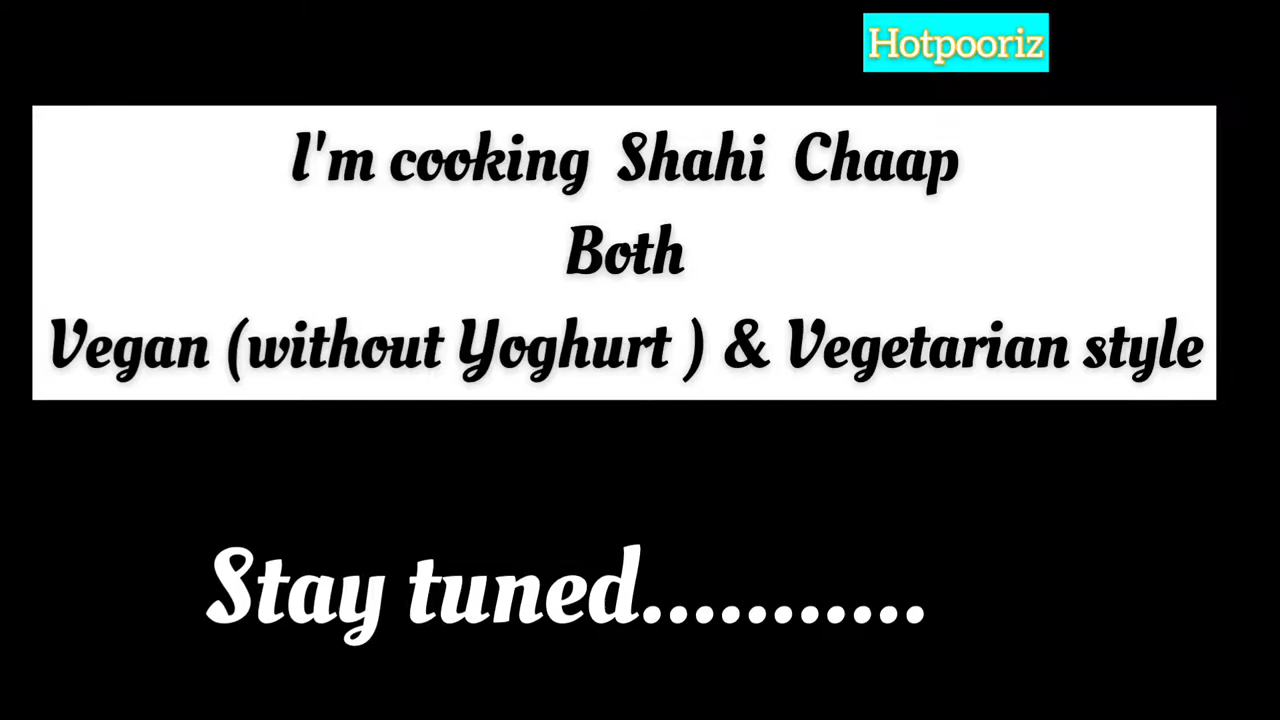 Hotpooriz
I'm cooking Shahi Chaap
Both
Vegan (without Yoghurt ) & Vegetarian style
Stay tuned...........